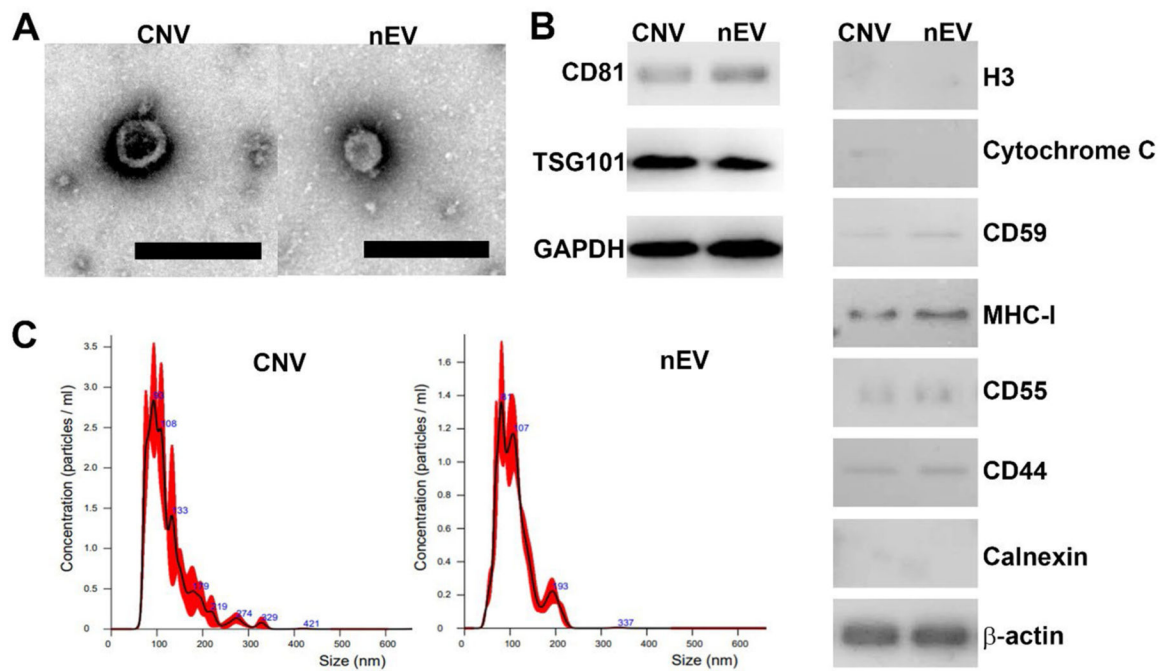 A
CNV
nEV
B
CNV nEV
CD81
TSG101
GAPDH
CNV nEV
H3
Cytochrome C
CD59
MHC-I
CD55
CD44
Calnexin
β-actin
C
CNV
Concentration (particles / ml)
3.5
3.0
2.5
2.0
1.5
1.0
0.5
0
108
133
219
274
329
421
0 100 200 300 400 500 600
Size (nm)
nEV
Concentration (particles / ml)
1.6
1.4
1.2
1.0
0.8
0.6
0.4
0.2
0
107
193
337
0 100 200 300 400 500 600
Size (nm)